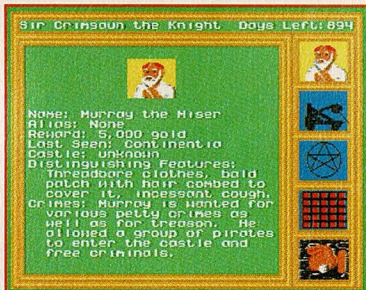 Sir Crimsaun the Knight  Days Left:894
Name: Murray the Miser
Alias: None
Reward: 5,000 gold
Last Seen: Continentia
Castle: Unknown
Distinguishing Features:
Threadbare clothes, bald
patch with hair combed to
cover it, incessant cough.
Crimes: Murray is wanted for
various petty crimes as
well as for treason.  He
allowed a group of pirates
to enter the castle and
free criminals.